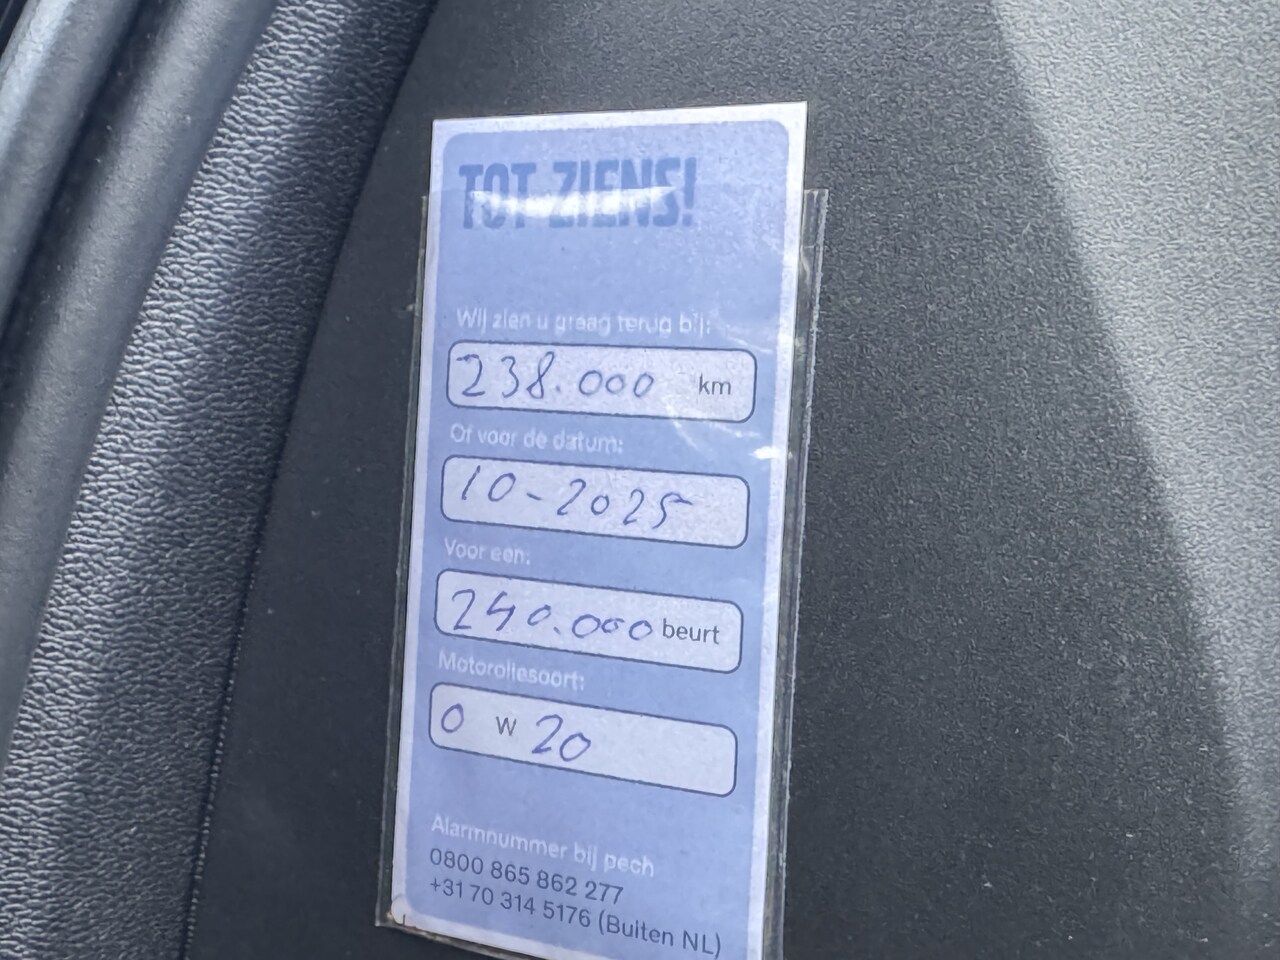 TOT ZIENS!
Wij zien u graag terug bij:
238.000 km
Of voor de datum:
10-2025
Voor een:
240.000 beurt
Motoroliesoort:
0 W 20
Alarmnummer bij pech
0800 865 862 277
+31 70 314 5176 (Buiten NL)